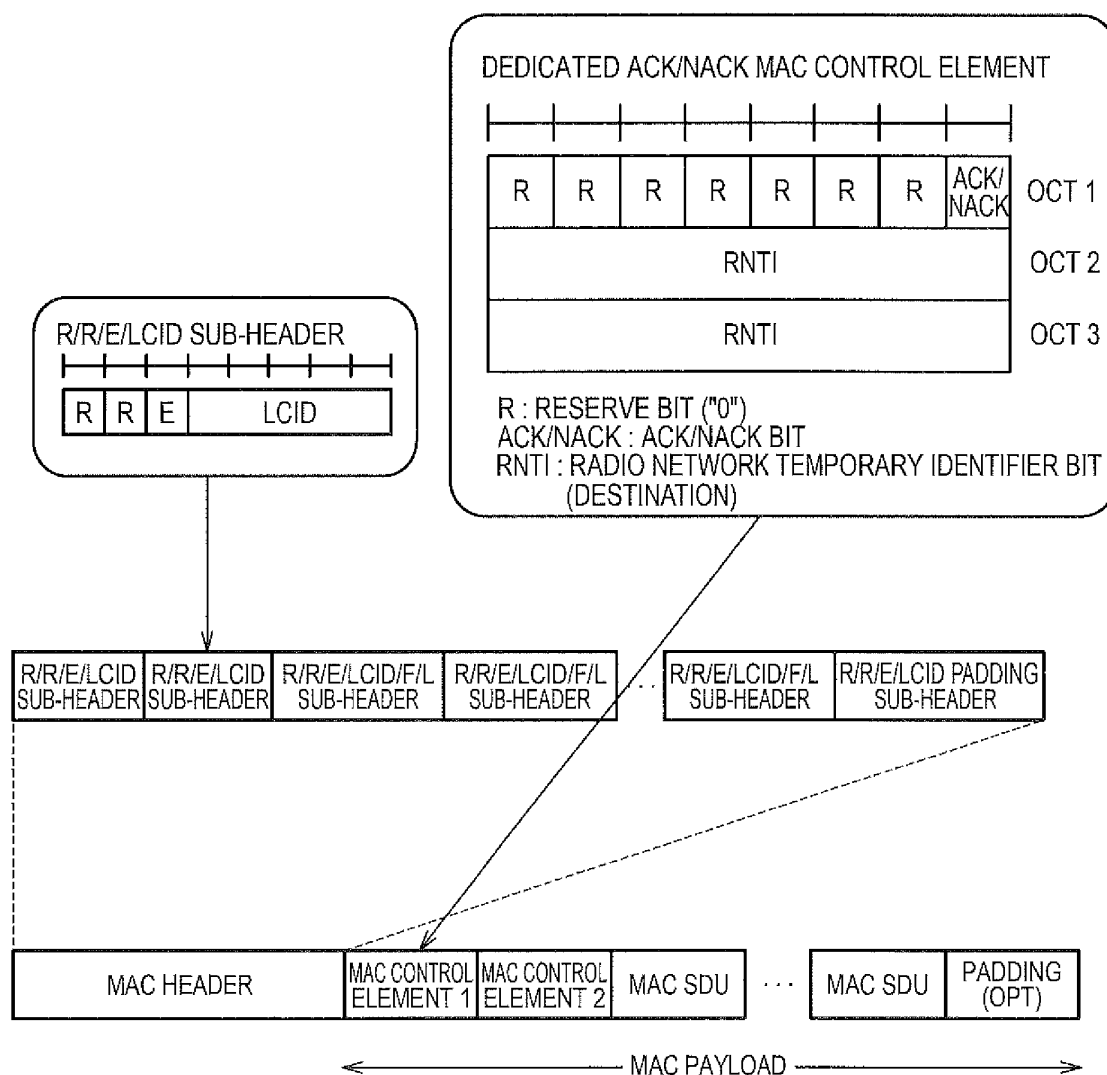 DEDICATED ACK/NACK MAC CONTROL ELEMENT
R R R R R R R ACK/
NACK
OCT 1
RNTI OCT 2
RNTI OCT 3
R : RESERVE BIT ("0")
ACK/NACK : ACK/NACK BIT
RNTI : RADIO NETWORK TEMPORARY IDENTIFIER BIT
(DESTINATION)
R/R/E/LCID SUB-HEADER
R R E LCID
R/R/E/LCID
SUB-HEADER
R/R/E/LCID
SUB-HEADER
R/R/E/LCID/F/L
SUB-HEADER
R/R/E/LCID/F/L
SUB-HEADER
...
R/R/E/LCID/F/L
SUB-HEADER
R/R/E/LCID PADDING
SUB-HEADER
MAC HEADER
MAC CONTROL
ELEMENT 1
MAC CONTROL
ELEMENT 2
MAC SDU
...
MAC SDU
PADDING
(OPT)
MAC PAYLOAD